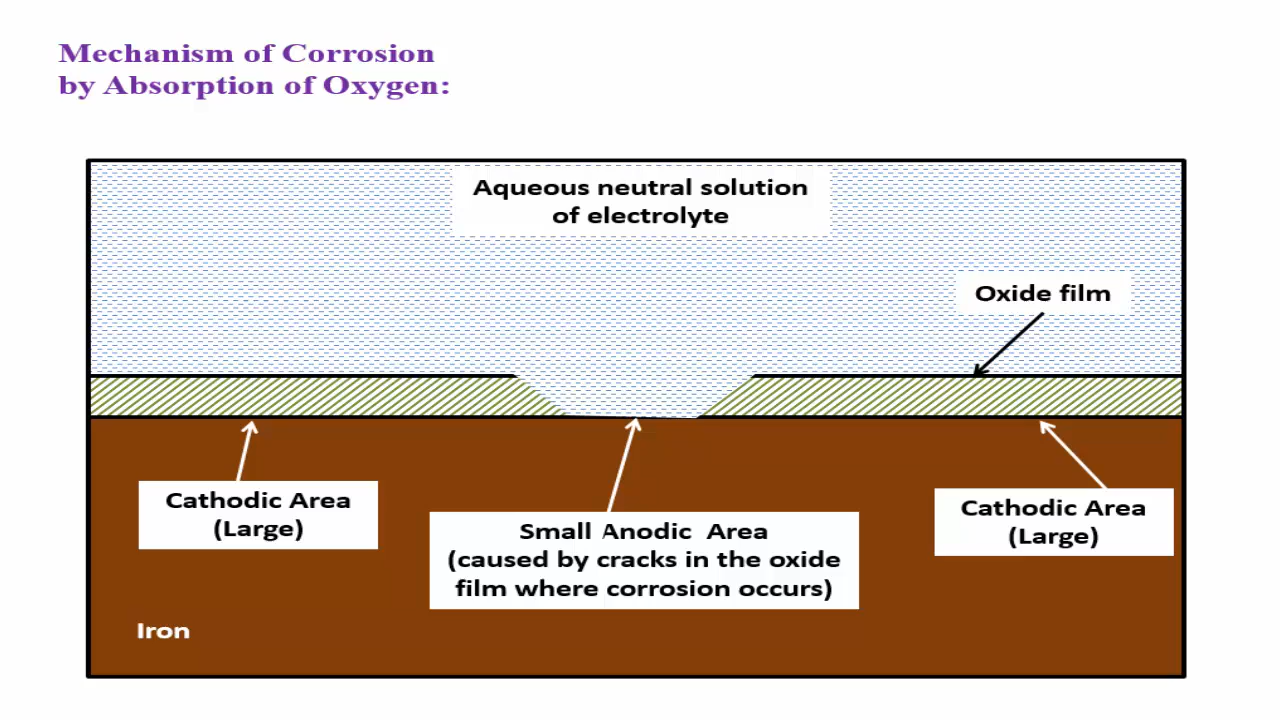 Mechanism of Corrosion
by Absorption of Oxygen:
Aqueous neutral solution
of electrolyte
Oxide film
Cathodic Area
(Large)
Small Anodic Area
(caused by cracks in the oxide
film where corrosion occurs)
Cathodic Area
(Large)
Iron